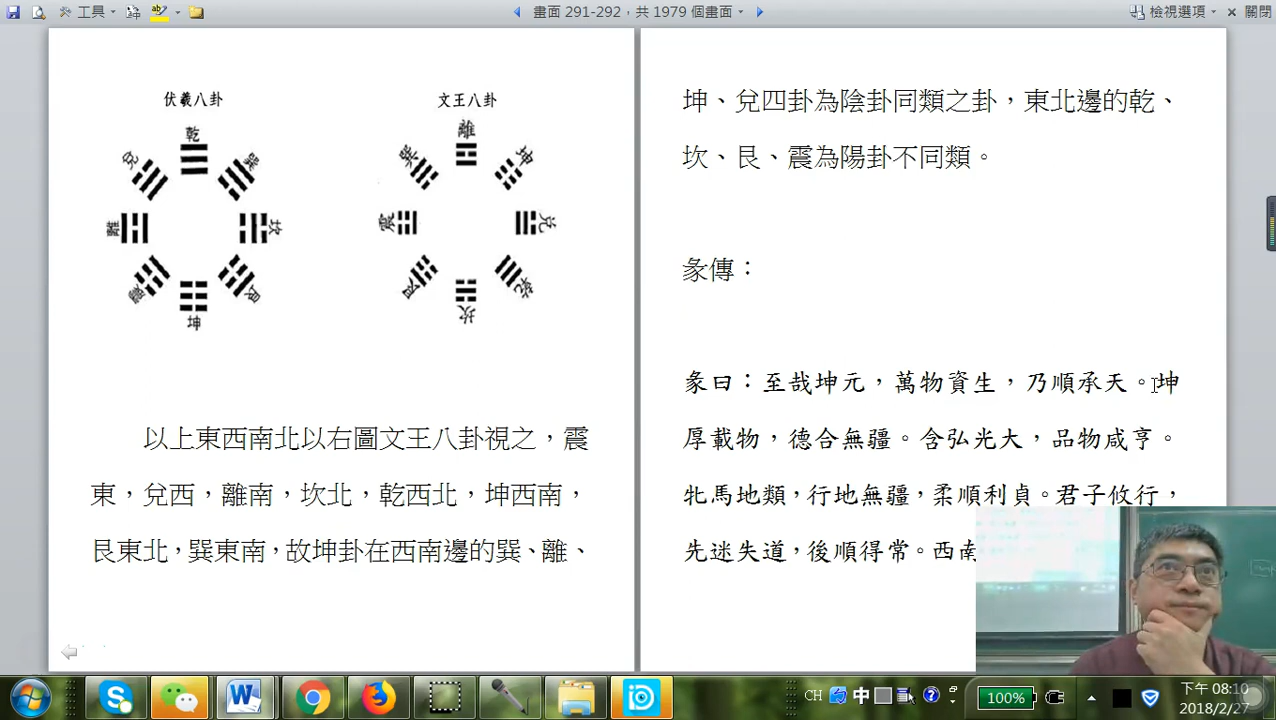 工具
畫面 291-292，共 1979 個畫面
檢視選項
關閉
伏羲八卦
乾
兌
巽
離
坎
震
艮
坤
文王八卦
離
巽
坤
震
兌
艮
乾
坎
以上東西南北以右圖文王八卦視之，震
東，兌西，離南，坎北，乾西北，坤西南，
艮東北，巽東南，故坤卦在西南邊的巽、離、
坤、兌四卦為陰卦同類之卦，東北邊的乾、
坎、艮、震為陽卦不同類。
彖傳：
彖曰：至哉坤元，萬物資生，乃順承天。坤
厚載物，德合無疆。含弘光大，品物咸亨。
牝馬地類，行地無疆，柔順利貞。君子攸行，
先迷失道，後順得常。西南
CH
中
100%
下午 08:10
2018/2/27